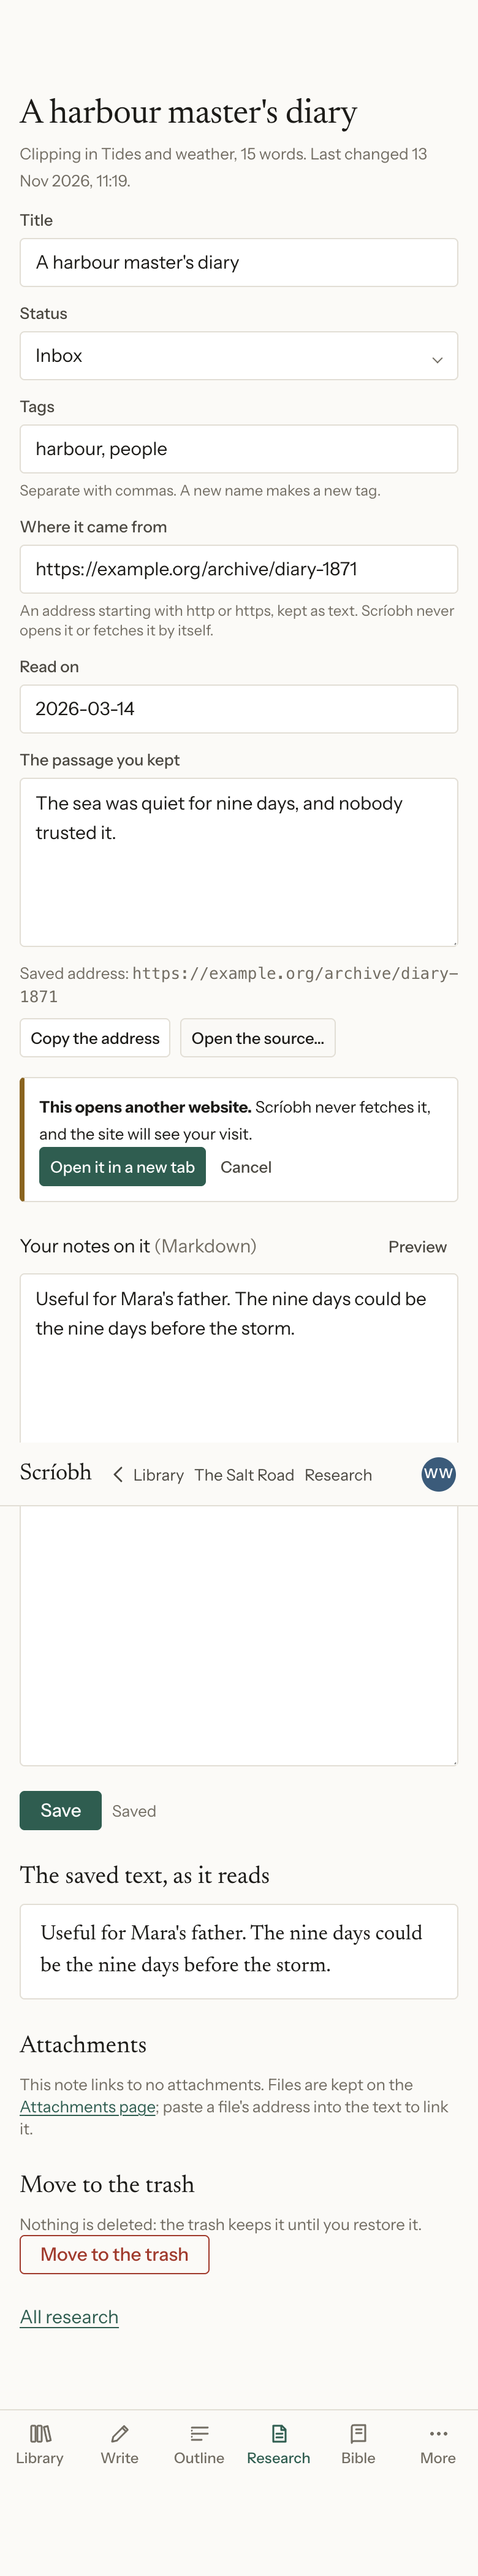 A harbour master's diary
Clipping in Tides and weather, 15 words. Last changed 13
Nov 2026, 11:19.
Title
A harbour master's diary
Status
Inbox
Tags
harbour, people
Separate with commas. A new name makes a new tag.
Where it came from
https://example.org/archive/diary-1871
An address starting with http or https, kept as text. Scríobh never
opens it or fetches it by itself.
Read on
2026-03-14
The passage you kept
The sea was quiet for nine days, and nobody
trusted it.
Saved address: https://example.org/archive/diary-
1871
Copy the address Open the source...
This opens another website. Scríobh never fetches it,
and the site will see your visit.
Open it in a new tab Cancel
Your notes on it (Markdown) Preview
Useful for Mara's father. The nine days could be
the nine days before the storm.
Scríobh Library The Salt Road Research WW
Save Saved
The saved text, as it reads
Useful for Mara's father. The nine days could
be the nine days before the storm.
Attachments
This note links to no attachments. Files are kept on the
Attachments page; paste a file's address into the text to link
it.
Move to the trash
Nothing is deleted: the trash keeps it until you restore it.
Move to the trash
All research
Library Write Outline Research Bible More